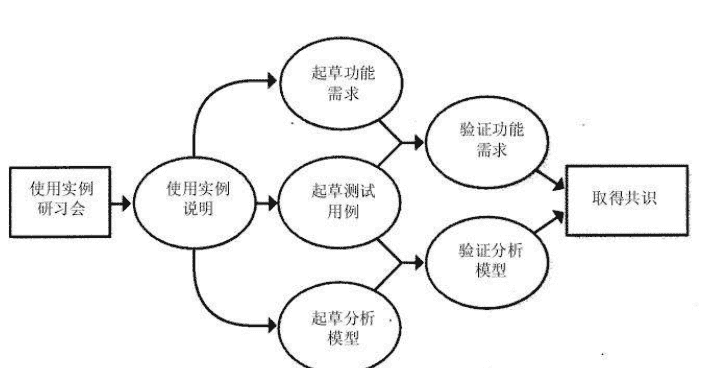 起草功能
需求
验证功能
需求
使用实例
研习会
使用实例
说明
起草测试
用例
取得共识
验证分析
模型
起草分析
模型